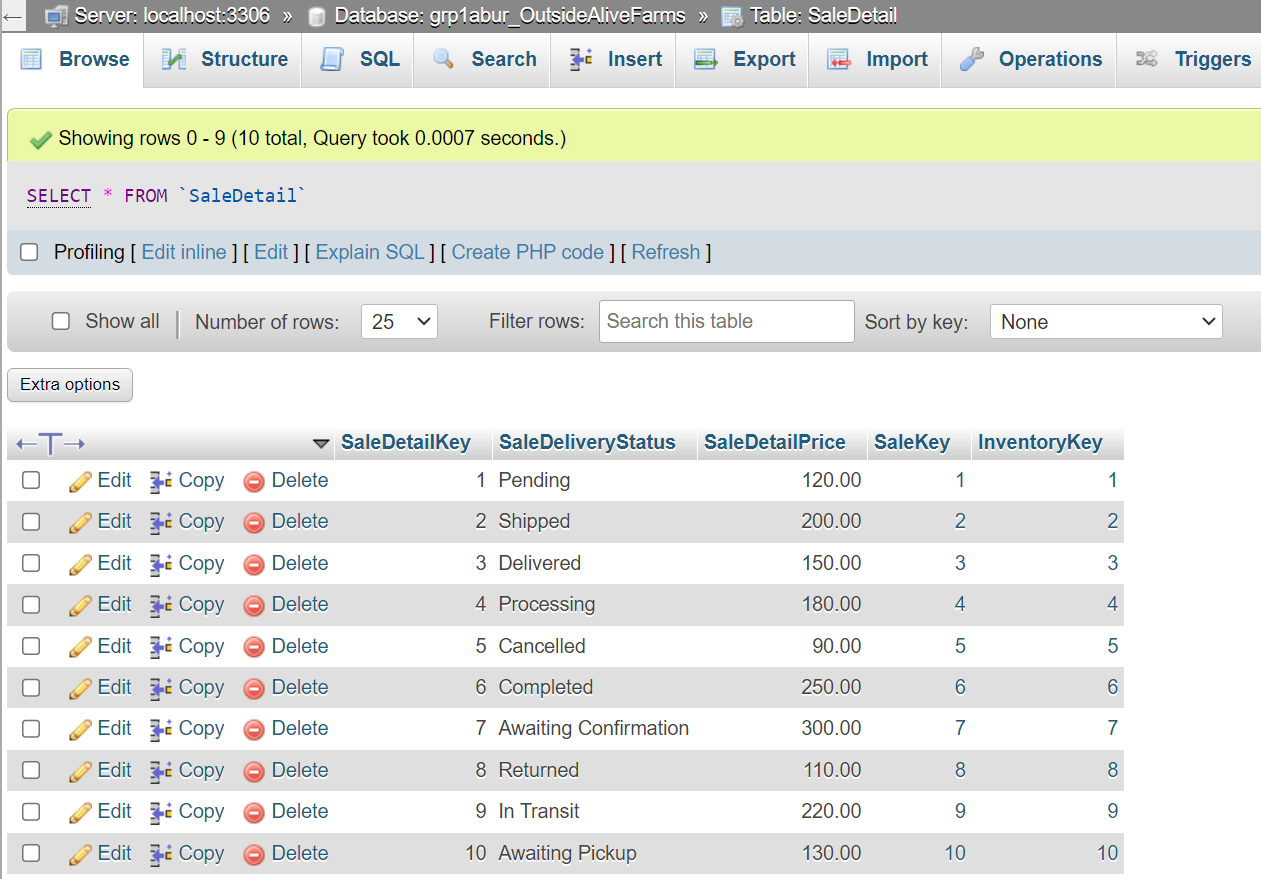 ← Server: localhost:3306 » Database: grp1abur_OutsideAliveFarms » Table: SaleDetail
Browse Structure SQL Search Insert Export Import Operations Triggers
Showing rows 0 - 9 (10 total, Query took 0.0007 seconds.)
SELECT * FROM `SaleDetail`
Profiling [ Edit inline ] [ Edit ] [ Explain SQL ] [ Create PHP code ] [ Refresh ]
Show all | Number of rows: 25 Filter rows: Search this table Sort by key: None
Extra options
←T→ SaleDetailKey SaleDeliveryStatus SaleDetailPrice SaleKey InventoryKey
Edit Copy Delete 1 Pending 120.00 1 1
Edit Copy Delete 2 Shipped 200.00 2 2
Edit Copy Delete 3 Delivered 150.00 3 3
Edit Copy Delete 4 Processing 180.00 4 4
Edit Copy Delete 5 Cancelled 90.00 5 5
Edit Copy Delete 6 Completed 250.00 6 6
Edit Copy Delete 7 Awaiting Confirmation 300.00 7 7
Edit Copy Delete 8 Returned 110.00 8 8
Edit Copy Delete 9 In Transit 220.00 9 9
Edit Copy Delete 10 Awaiting Pickup 130.00 10 10